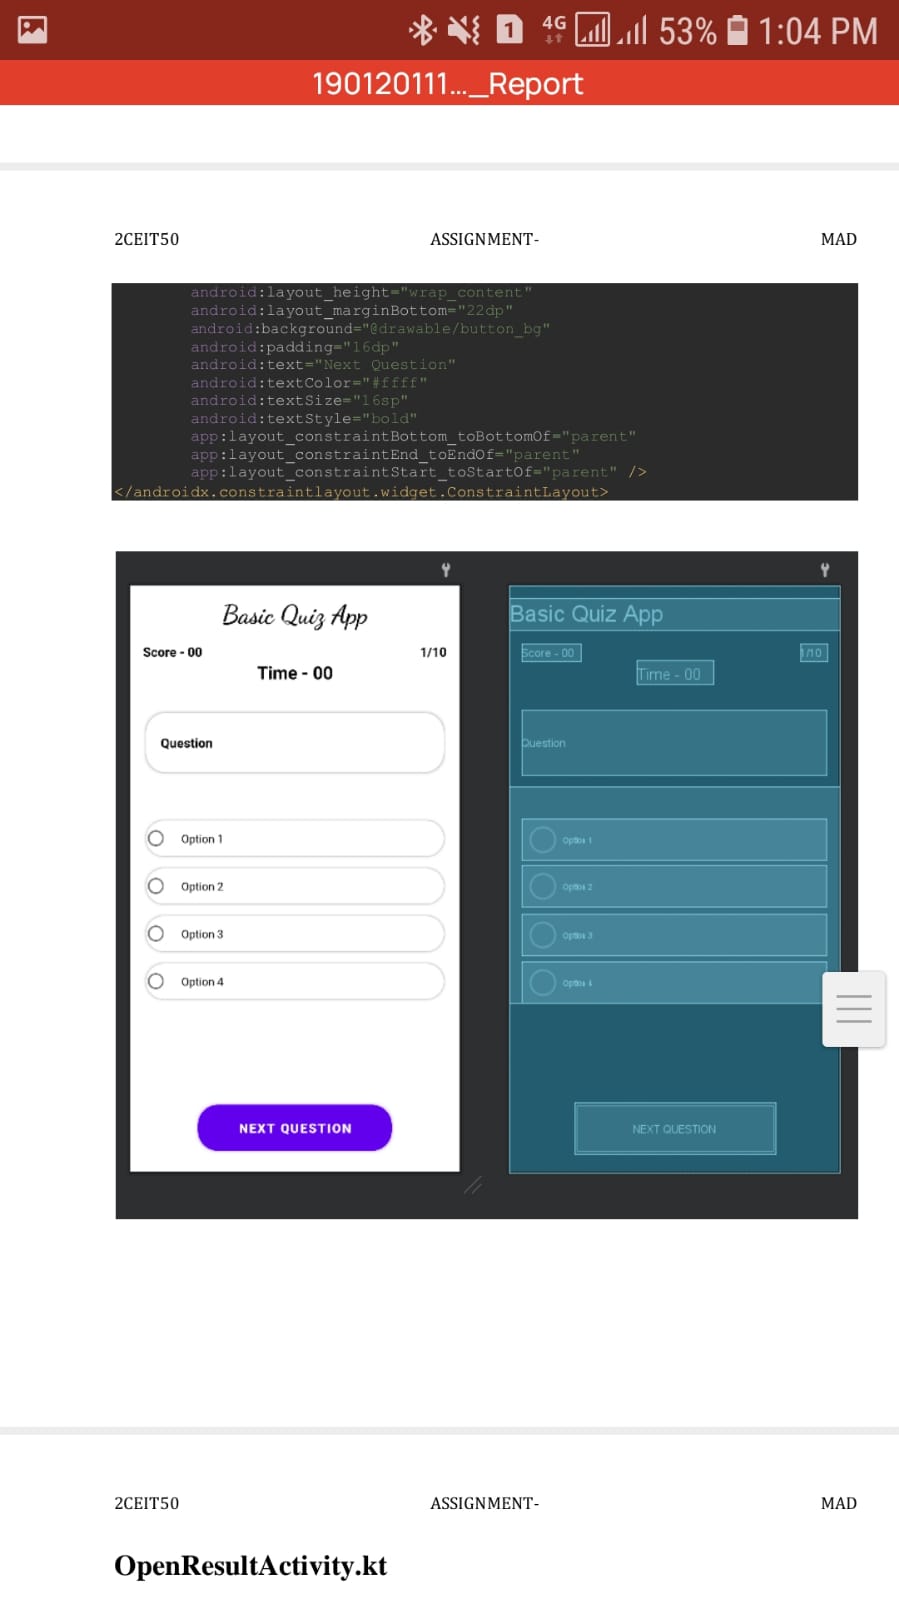 1 4G 53% 1:04 PM
190120111..._Report
2CEIT50 ASSIGNMENT- MAD
android:layout_height="wrap_content"
android:layout_marginBottom="22dp"
android:background="@drawable/button_bg"
android:padding="16dp"
android:text="Next Question"
android:textColor="#ffff"
android:textSize="16sp"
android:textStyle="bold"
app:layout_constraintBottom_toBottomOf="parent"
app:layout_constraintEnd_toEndOf="parent"
app:layout_constraintStart_toStartOf="parent" />
</androidx.constraintlayout.widget.ConstraintLayout>
Basic Quiz App
Score - 00 1/10
Time - 00
Question
Option 1
Option 2
Option 3
Option 4
NEXT QUESTION
Basic Quiz App
Score - 00 1/10
Time - 00
Question
Option 1
Option 2
Option 3
Option 4
NEXT QUESTION
2CEIT50 ASSIGNMENT- MAD
OpenResultActivity.kt